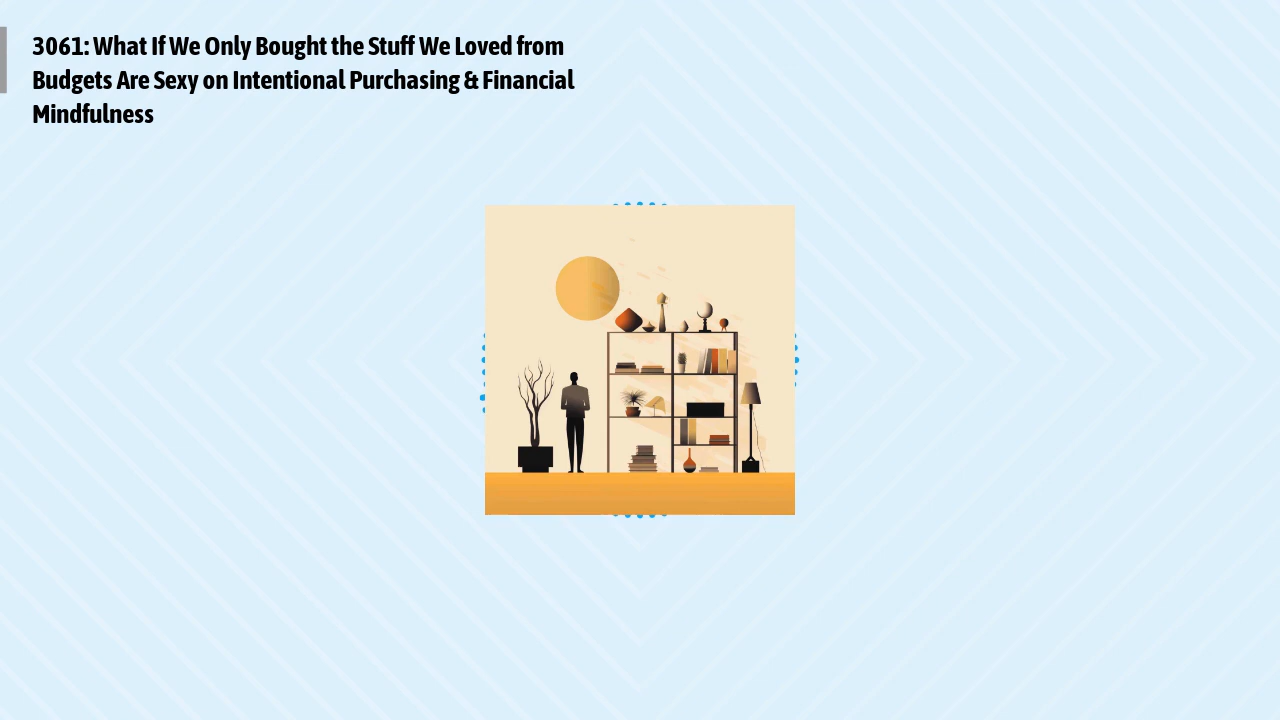 3061: What If We Only Bought the Stuff We Loved from
Budgets Are Sexy on Intentional Purchasing & Financial
Mindfulness